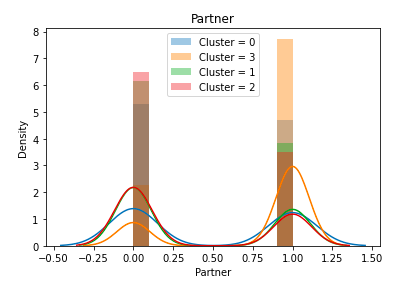 Partner
Cluster = 0
Cluster = 3
Cluster = 1
Cluster = 2
Density
8
7
6
5
4
3
2
1
0
−0.50 −0.25 0.00 0.25 0.50 0.75 1.00 1.25 1.50
Partner